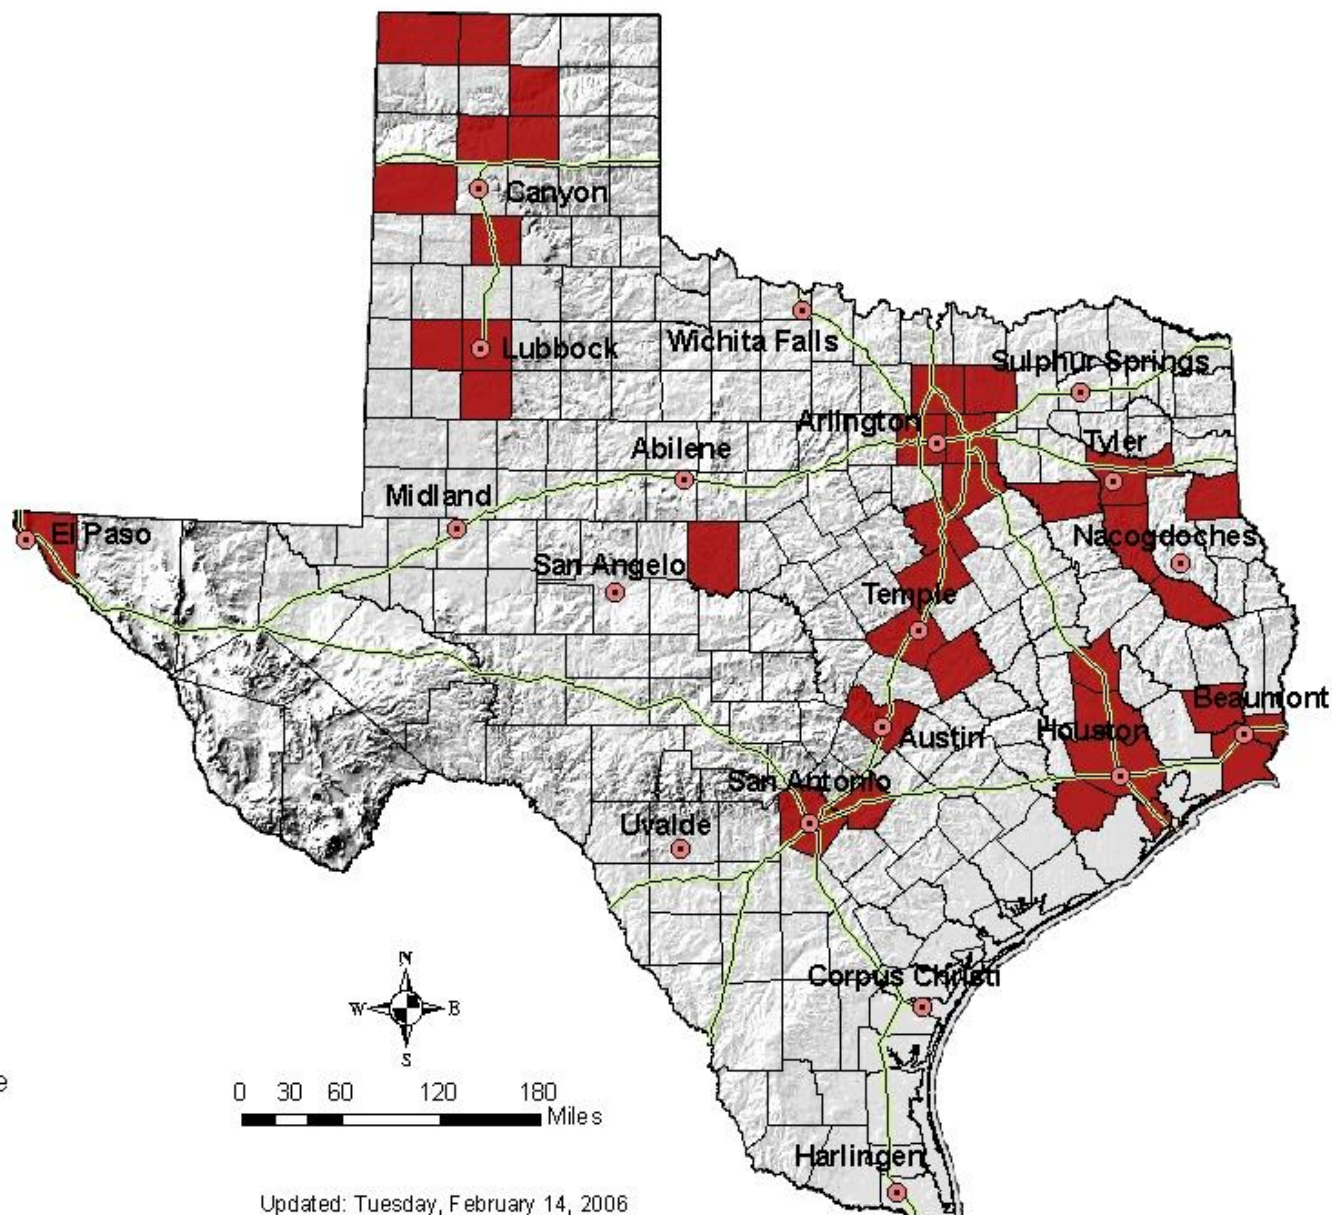 Canyon
Lubbock
Wichita Falls
Sulphur Springs
Arlington
Tyler
Abilene
Midland
El Paso
San Angelo
Nacogdoches
Temple
Beaumont
Houston
Austin
San Antonio
Uvalde
Corpus Christi
N
W E
S
e
0 30 60 120 180
Miles
Harlingen
Updated: Tuesday, February 14, 2006